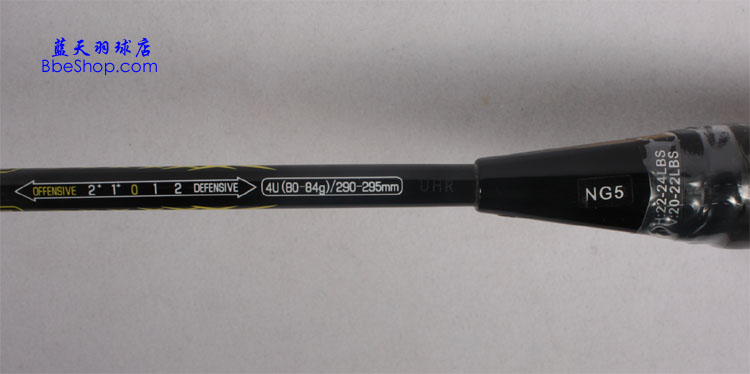 蓝天羽球店
BbeShop.com
OFFENSIVE 2+ 1+ 0 1 2 DEFENSIVE
4U(80-84g)/290-295mm
UHR
NG5
H:22-24LBS
V:20-22LBS